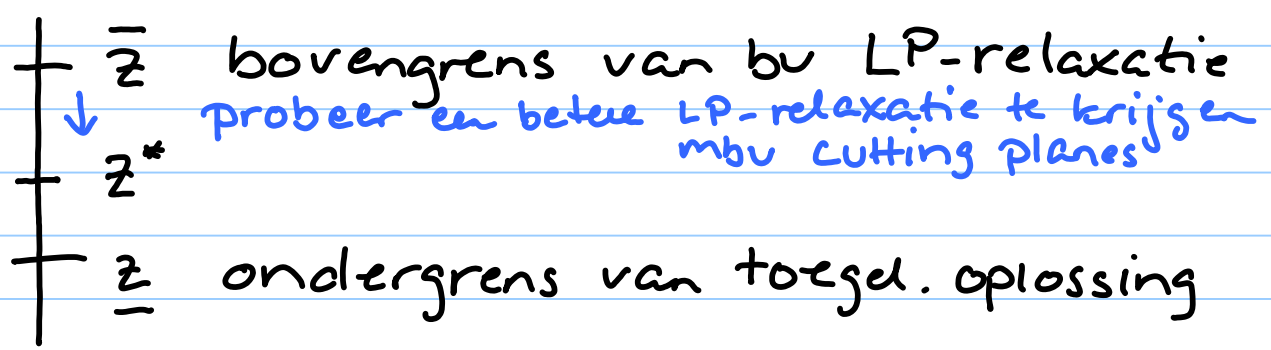 z̅ bovengrens van bv LP-relaxatie
↓ probeer een betere LP-relaxatie te krijgen
mbv cutting planes
z*
z̲ ondergrens van toegel. oplossing